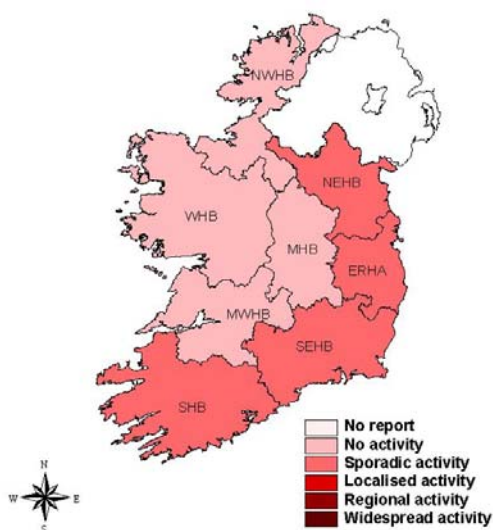 NWHB
NEHB
WHB
MHB
ERHA
MWHB
SEHB
SHB
No report
No activity
Sporadic activity
Localised activity
Regional activity
Widespread activity
N
W E
S